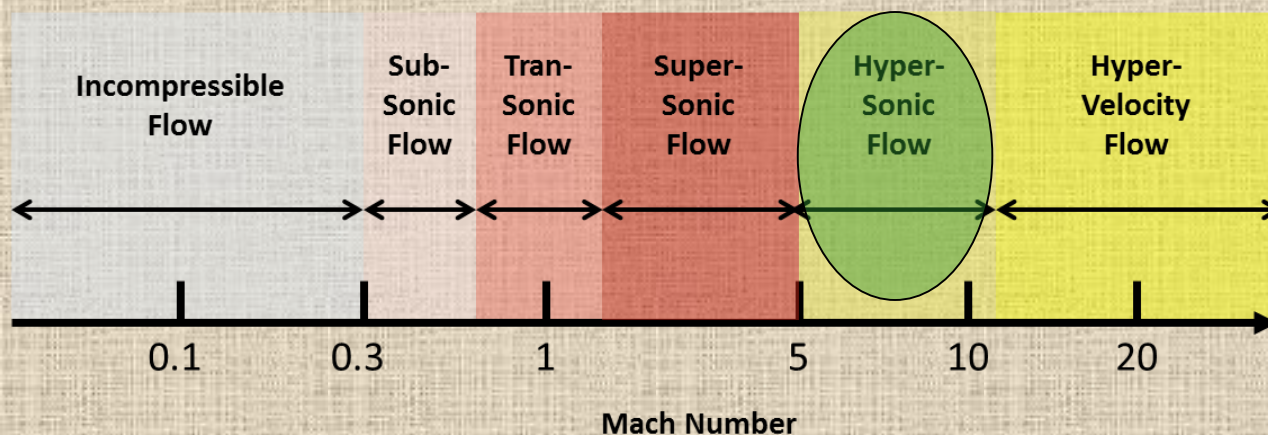 Incompressible
Flow
Sub-
Sonic
Flow
Tran-
Sonic
Flow
Super-
Sonic
Flow
Hyper-
Sonic
Flow
Hyper-
Velocity
Flow
0.1 0.3 1 5 10 20
Mach Number